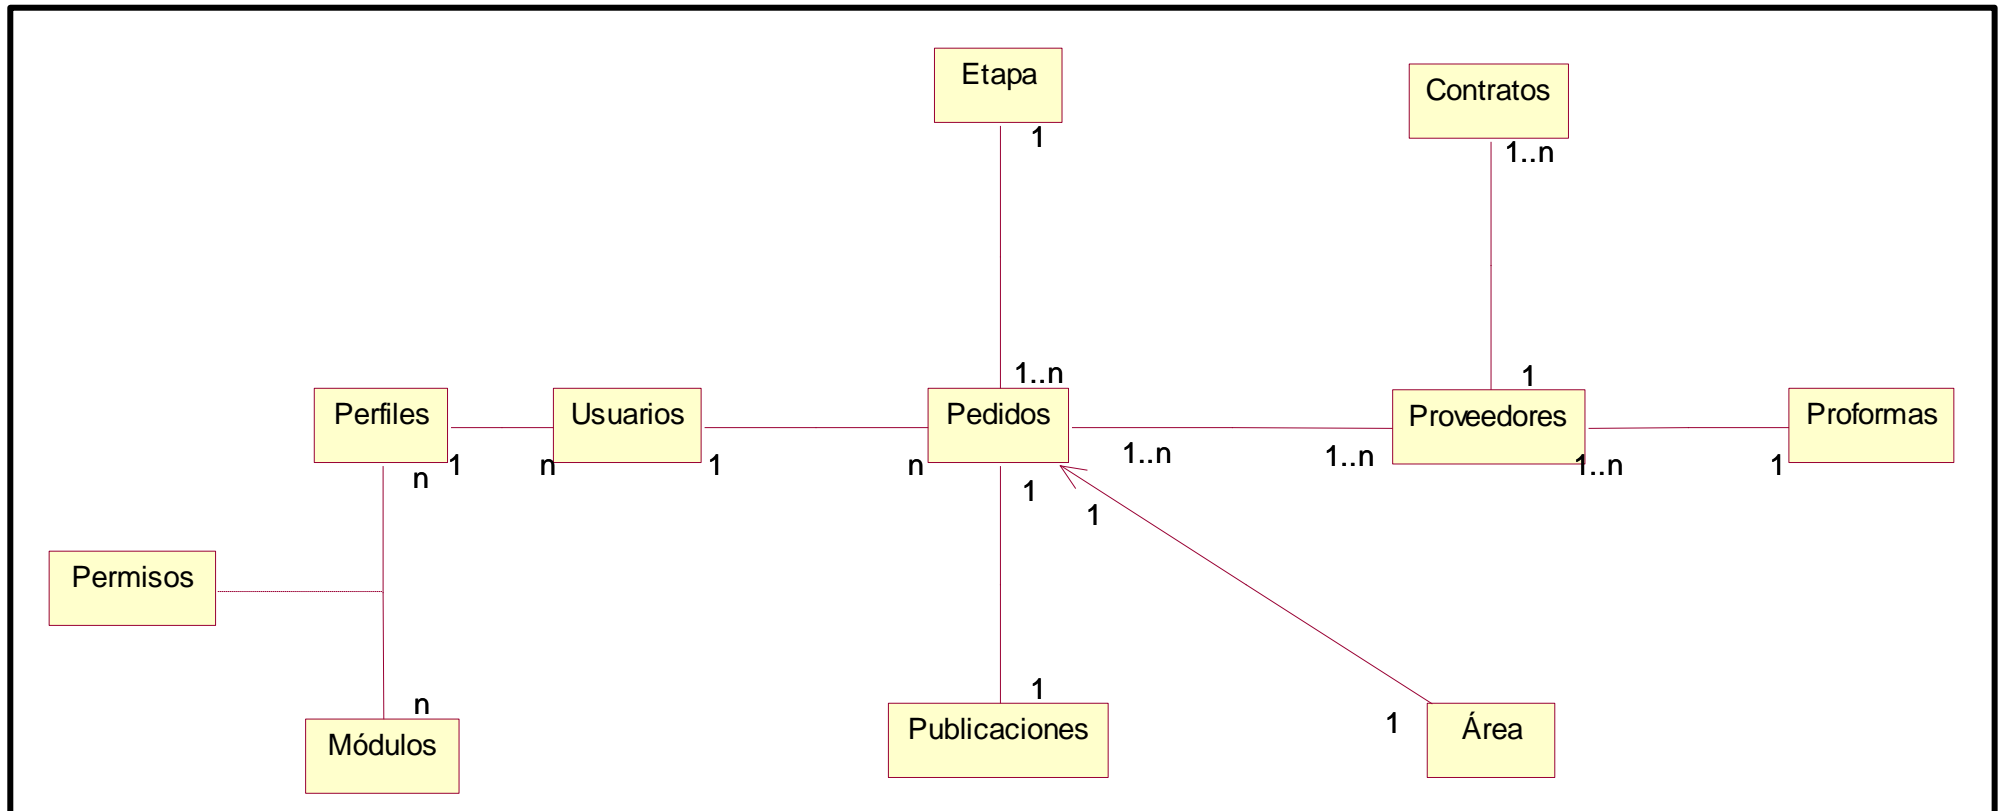 Etapa
1
Contratos
1..n
1..n
1
Perfiles
Usuarios
Pedidos
Proveedores
Proformas
n
1
n
1
n
1..n
1..n
1..n
1
1
1
Permisos
n
1
1
Módulos
Publicaciones
Área